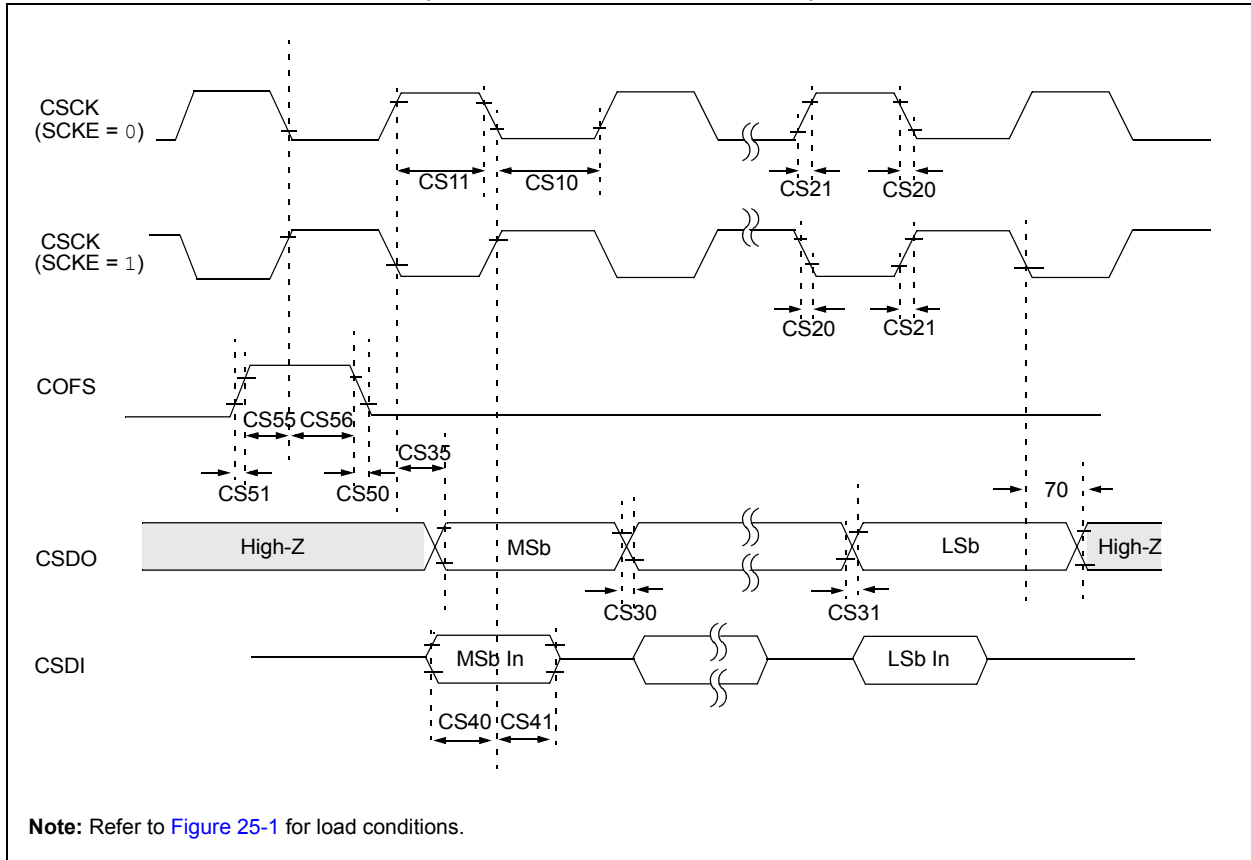 CSCK
(SCKE = 0)
CS11
CS10
CS21
CS20
CSCK
(SCKE = 1)
CS20
CS21
COFS
CS55
CS56
CS35
CS51
CS50
70
CSDO
High-Z
MSb
LSb
High-Z
CS30
CS31
CSDI
MSb In
LSb In
CS40
CS41
Note: Refer to Figure 25-1 for load conditions.